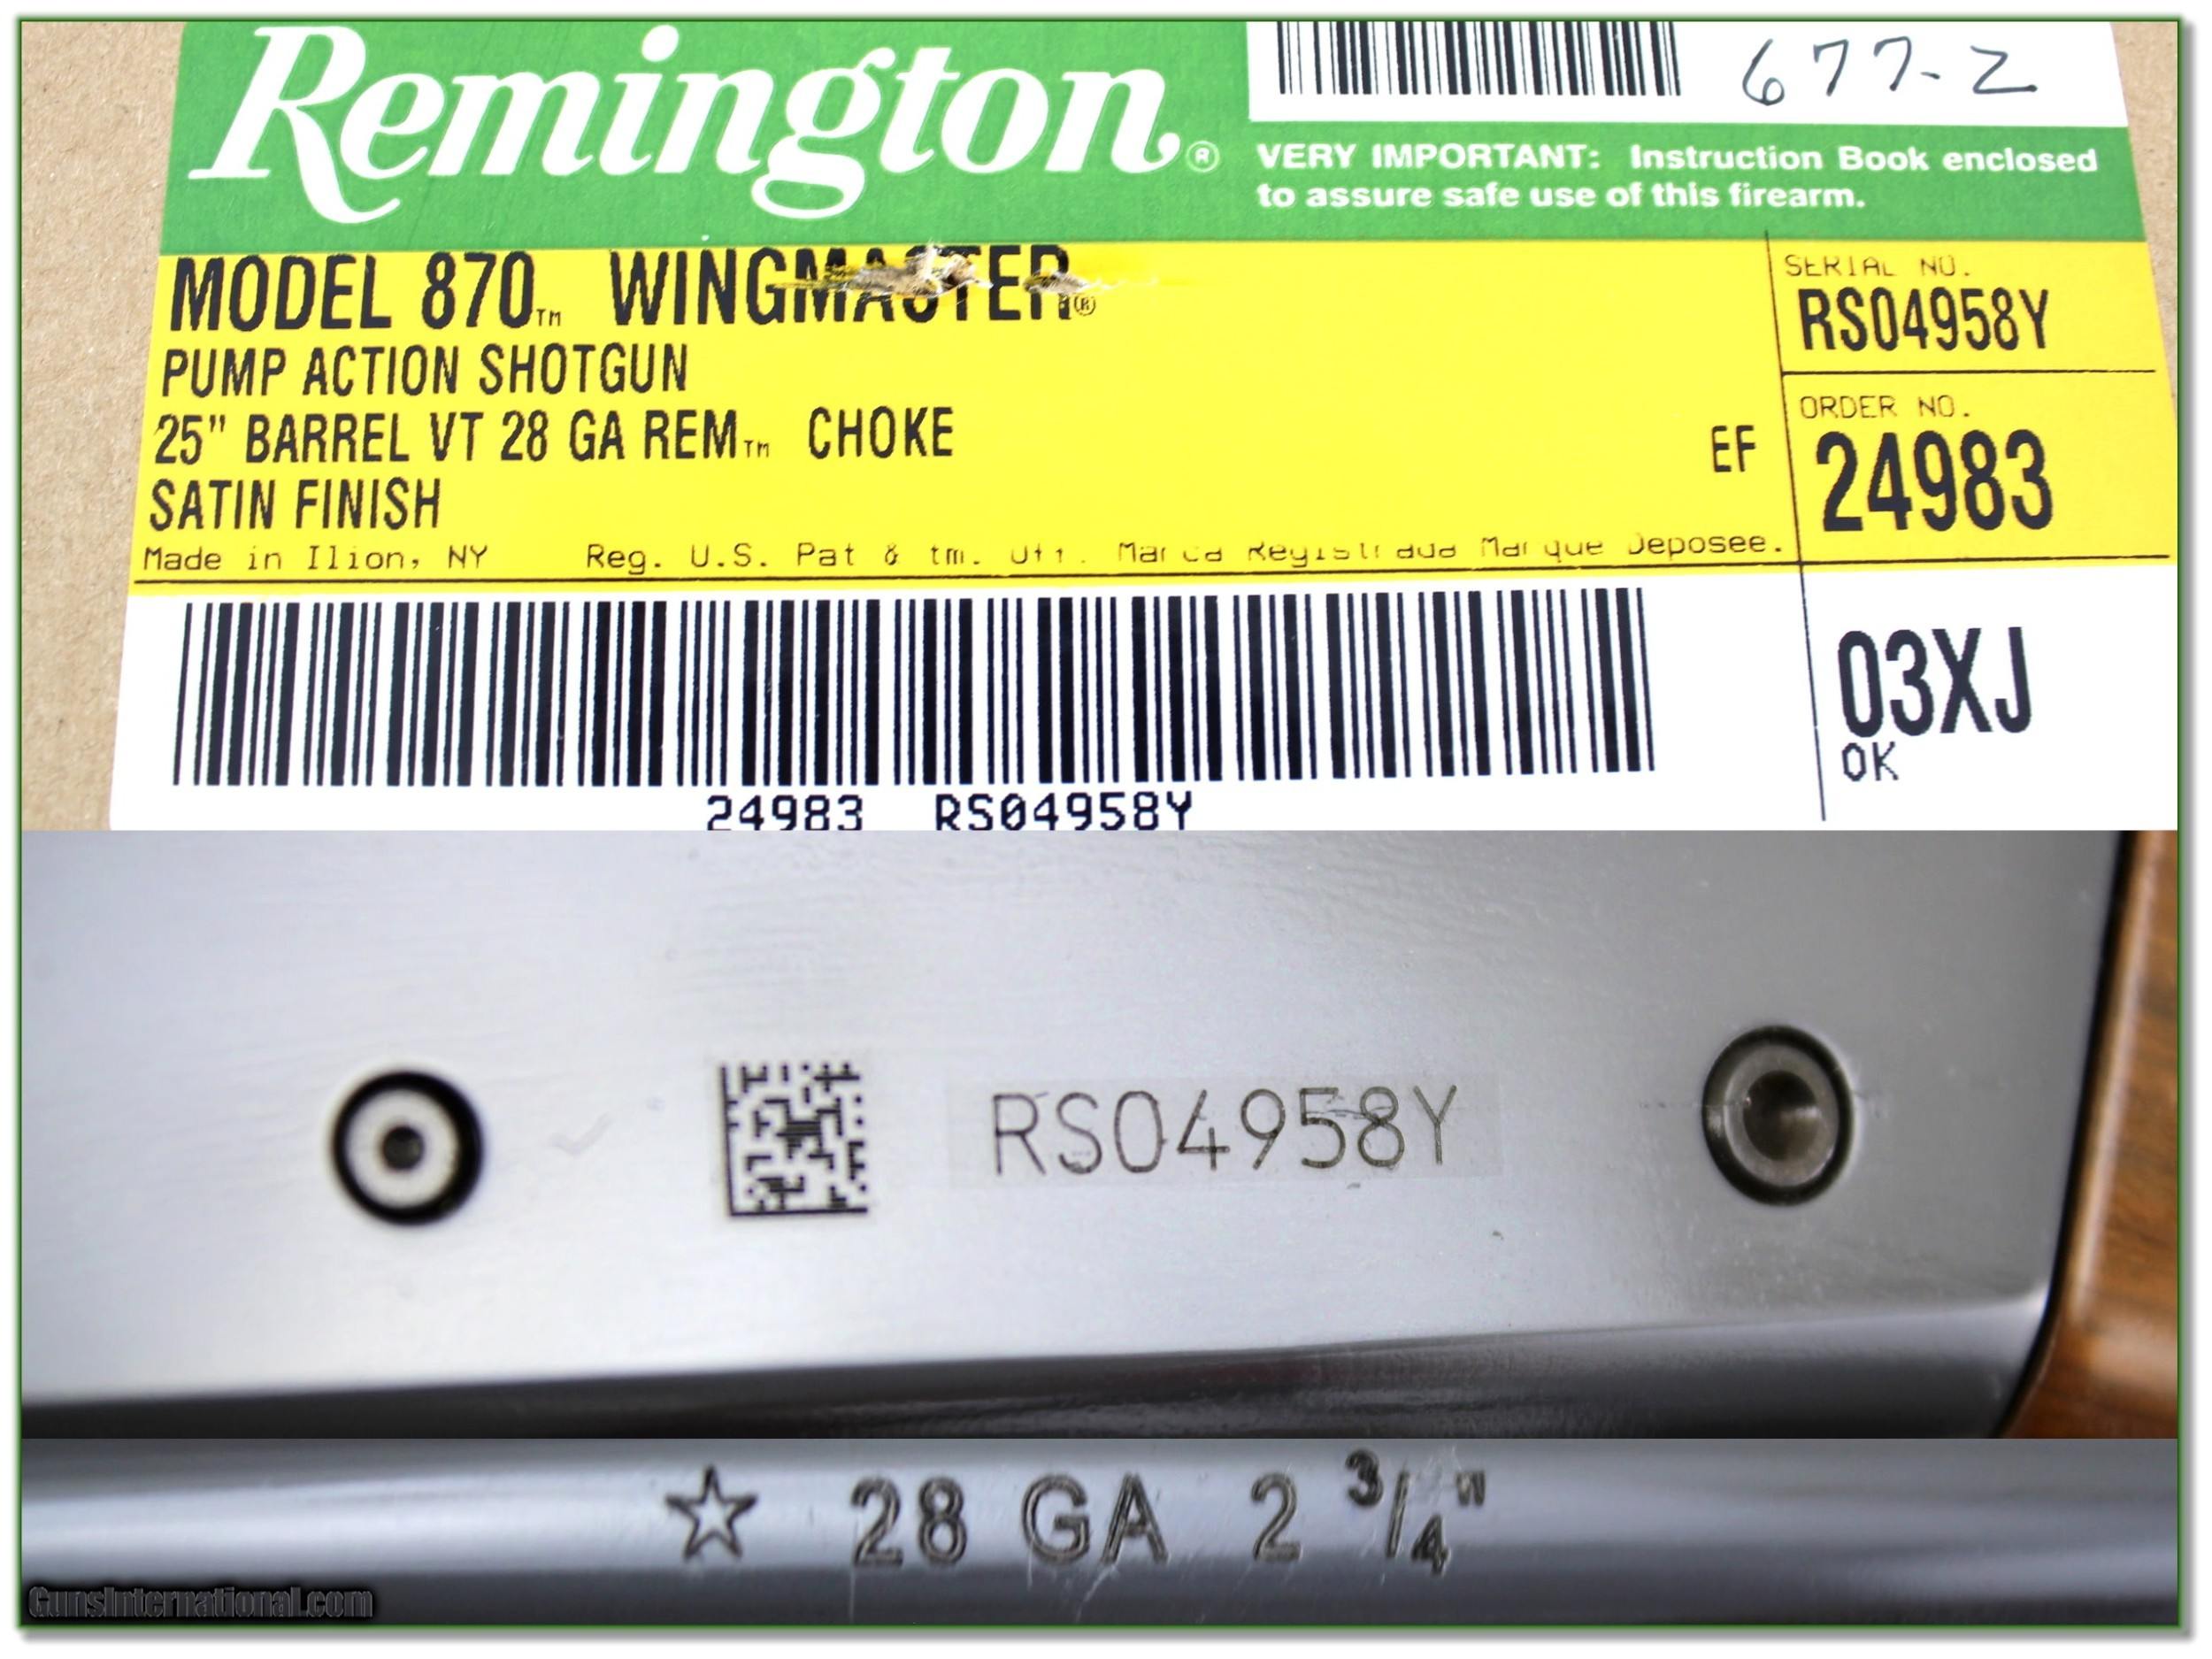 Remington®
677-2
VERY IMPORTANT: Instruction Book enclosed
to assure safe use of this firearm.
MODEL 870™ WINGMASTER®
PUMP ACTION SHOTGUN
25" BARREL VT 28 GA REM™ CHOKE
SATIN FINISH
EF
Made in Ilion, NY Reg. U.S. Pat & tm. Off. Marca Registrada Marque Deposee.
SERIAL NO.
RS04958Y
ORDER NO.
24983
03XJ
OK
24983 RS04958Y
RS04958Y
☆ 28 GA 2 3/4"
GunsInternational.com